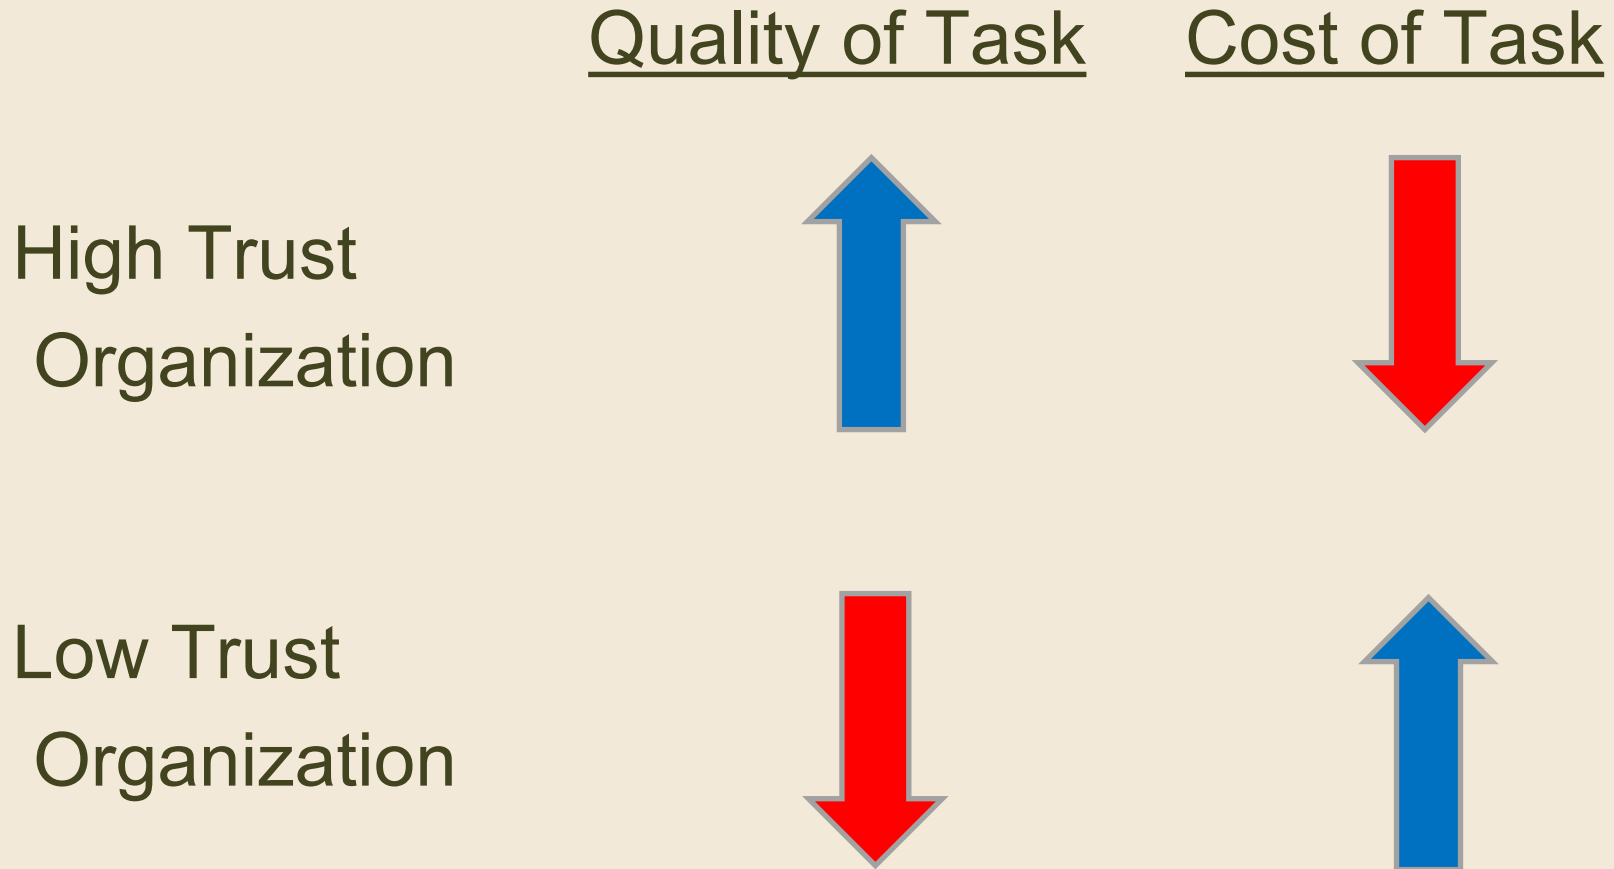 Quality of Task Cost of Task
High Trust
Organization
Low Trust
Organization